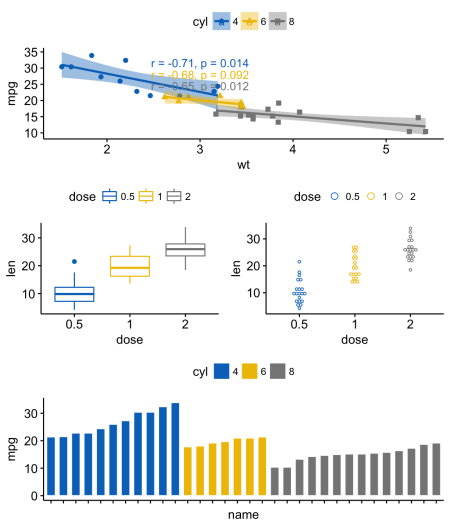 cyl 4 6 8
35
30
25
20
15
10
mpg
r = -0.71, p = 0.014
r = -0.68, p = 0.092
r = -0.65, p = 0.012
2 3 4 5
wt
dose 0.5 1 2
30
20
10
len
0.5 1 2
dose
dose 0.5 1 2
30
20
10
len
0.5 1 2
dose
cyl 4 6 8
30
20
10
0
mpg
name